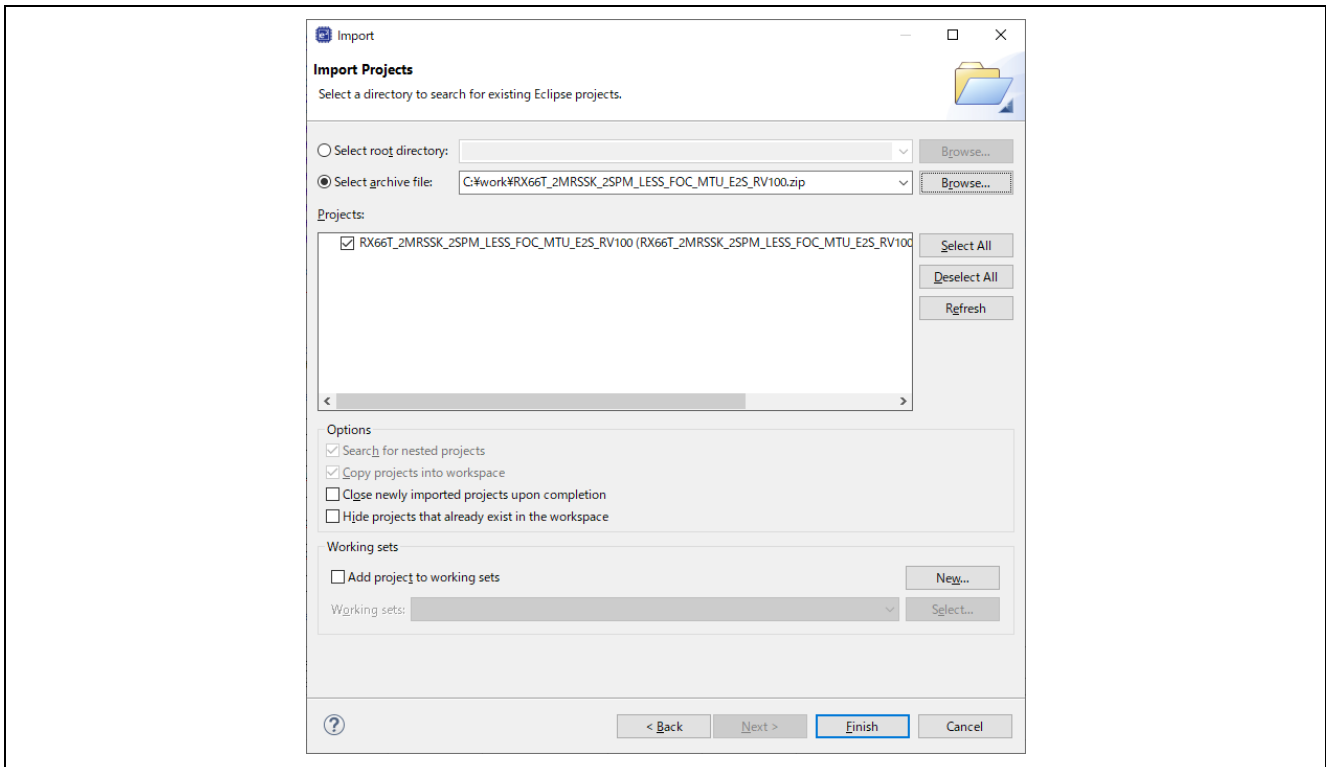 Import
Import Projects
Select a directory to search for existing Eclipse projects.
Select root directory:
Browse...
Select archive file:
C:¥work¥RX66T_2MRSSK_2SPM_LESS_FOC_MTU_E2S_RV100.zip
Browse...
Projects:
RX66T_2MRSSK_2SPM_LESS_FOC_MTU_E2S_RV100 (RX66T_2MRSSK_2SPM_LESS_FOC_MTU_E2S_RV100
Select All
Deselect All
Refresh
Options
Search for nested projects
Copy projects into workspace
Close newly imported projects upon completion
Hide projects that already exist in the workspace
Working sets
Add project to working sets
New...
Working sets:
Select...
?
< Back
Next >
Finish
Cancel